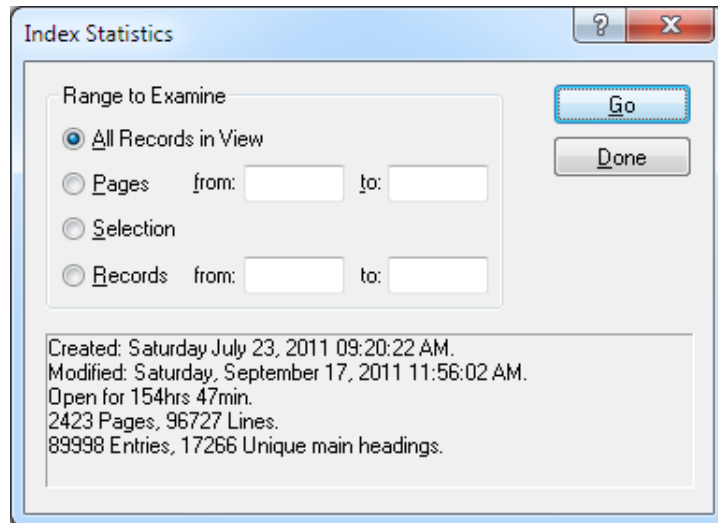 Index Statistics
?
Range to Examine
Go
All Records in View
Done
Pages from: to:
Selection
Records from: to:
Created: Saturday July 23, 2011 09:20:22 AM.
Modified: Saturday, September 17, 2011 11:56:02 AM.
Open for 154hrs 47min.
2423 Pages, 96727 Lines.
89998 Entries, 17266 Unique main headings.